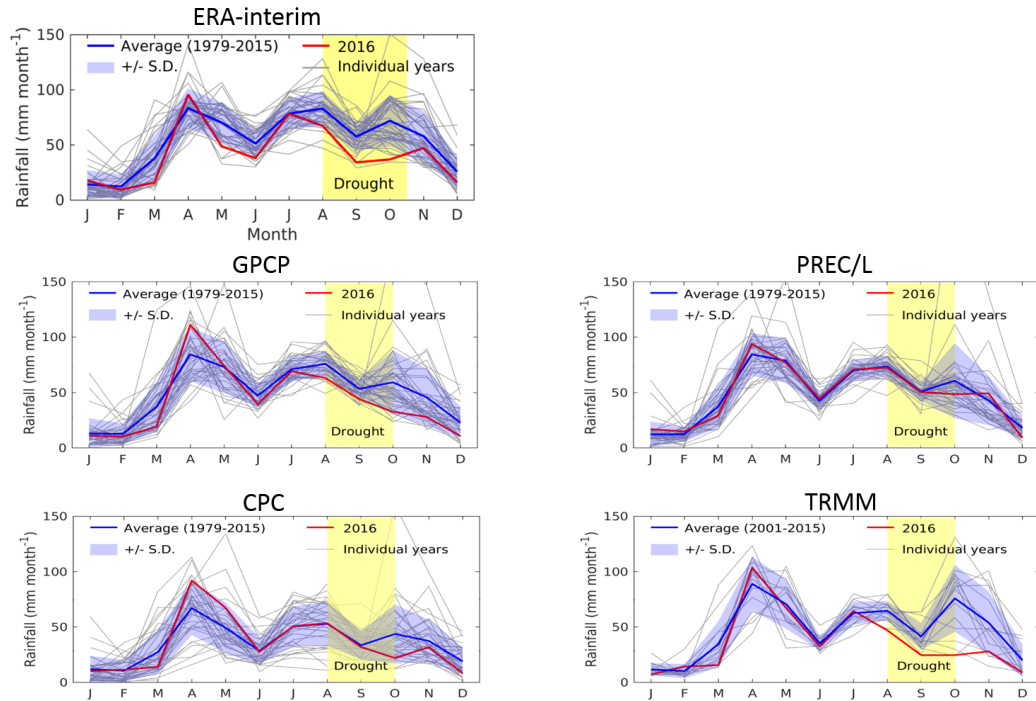 ERA-interim
Rainfall (mm month⁻¹)
150
100
50
0
Average (1979-2015)
2016
+/- S.D.
Individual years
Drought
J F M A M J J A S O N D
Month
GPCP
Rainfall (mm month⁻¹)
150
100
50
0
Average (1979-2015)
2016
+/- S.D.
Individual years
Drought
J F M A M J J A S O N D
PREC/L
Rainfall (mm month⁻¹)
150
100
50
0
Average (1979-2015)
2016
+/- S.D.
Individual years
Drought
J F M A M J J A S O N D
CPC
Rainfall (mm month⁻¹)
150
100
50
0
Average (1979-2015)
2016
+/- S.D.
Individual years
Drought
J F M A M J J A S O N D
TRMM
Rainfall (mm month⁻¹)
150
100
50
0
Average (2001-2015)
2016
+/- S.D.
Individual years
Drought
J F M A M J J A S O N D